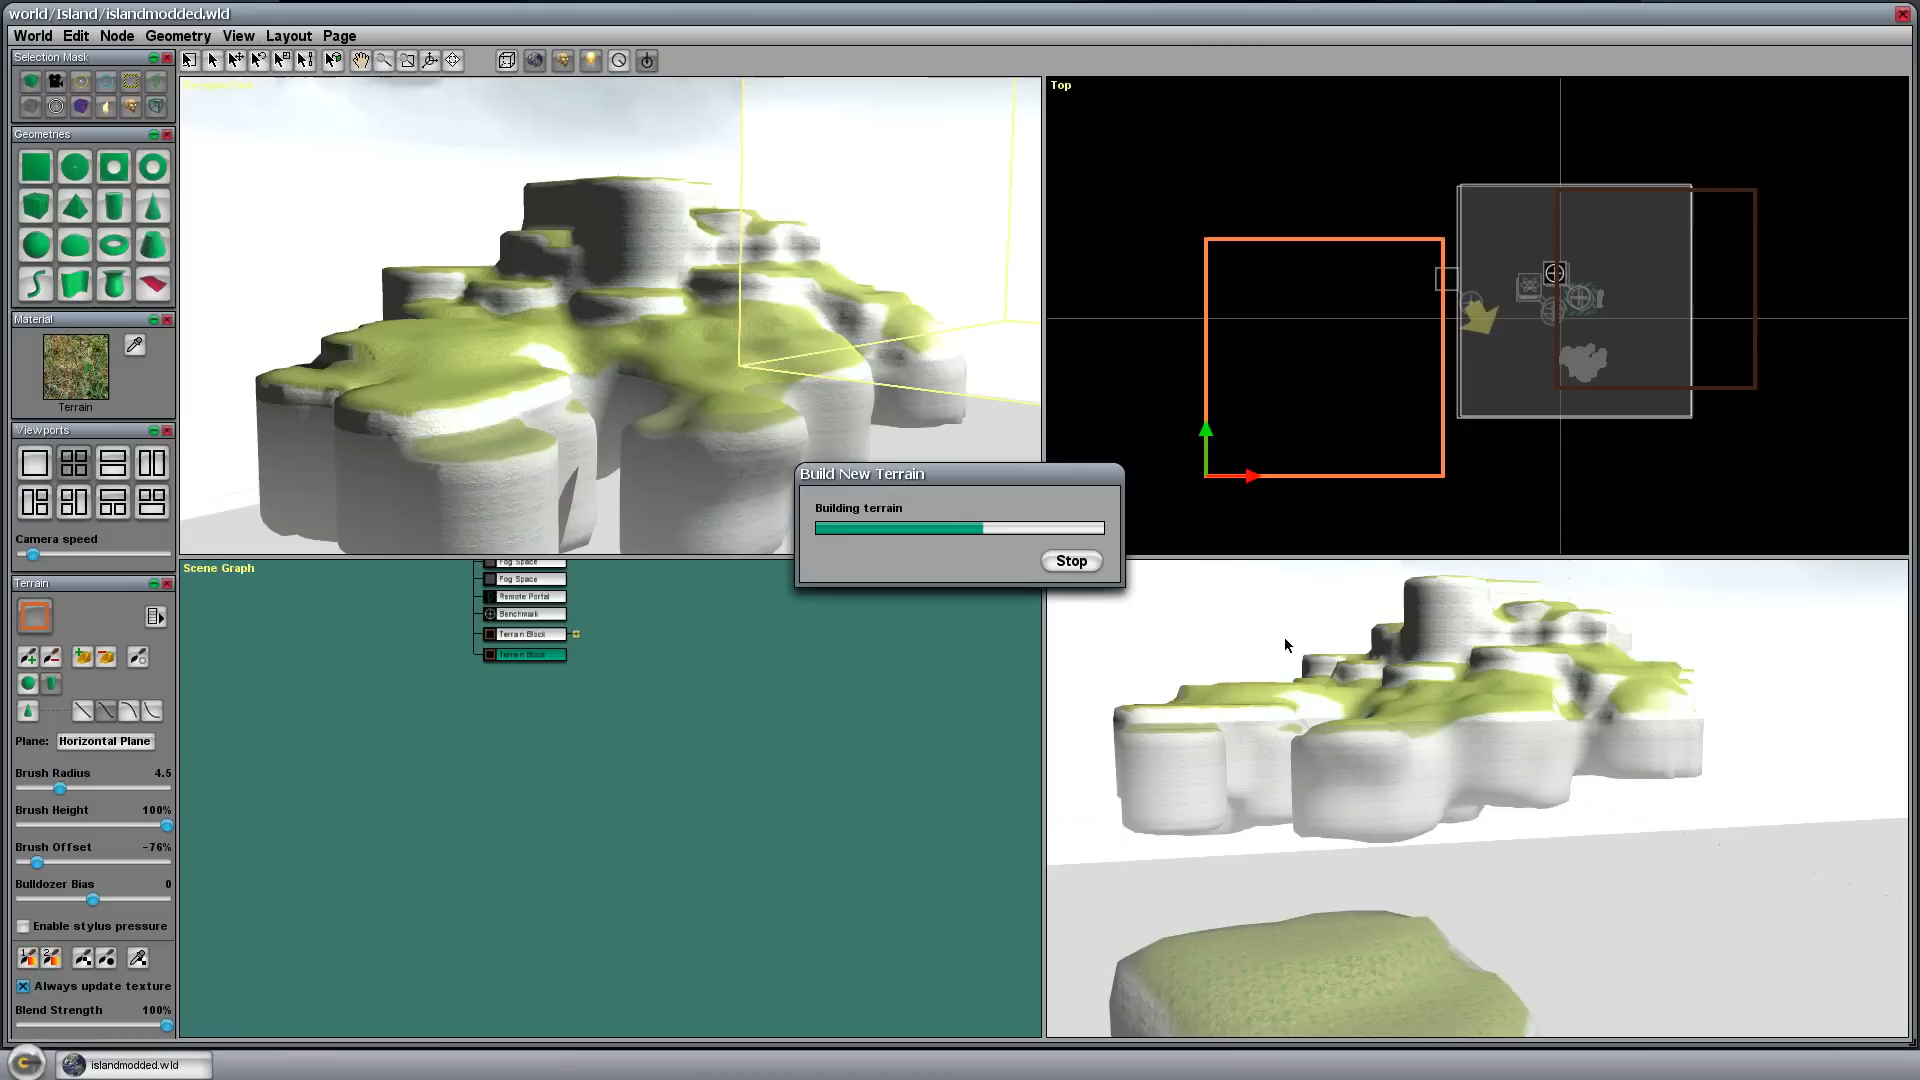 world/Island/islandmodded.wld
World Edit Node Geometry View Layout Page
Selection Mask
Geometries
Material
Terrain
Viewports
Camera speed
Terrain
Plane: Horizontal Plane
Brush Radius 4.5
Brush Height 100%
Brush Offset -76%
Bulldozer Bias 0
Enable stylus pressure
1 2
Always update texture
Blend Strength 100%
Top
Build New Terrain
Building terrain
Stop
Scene Graph
Fog Space
Fog Space
Remote Portal
Benchmark
Terrain Block
Terrain Block
islandmodded.wld